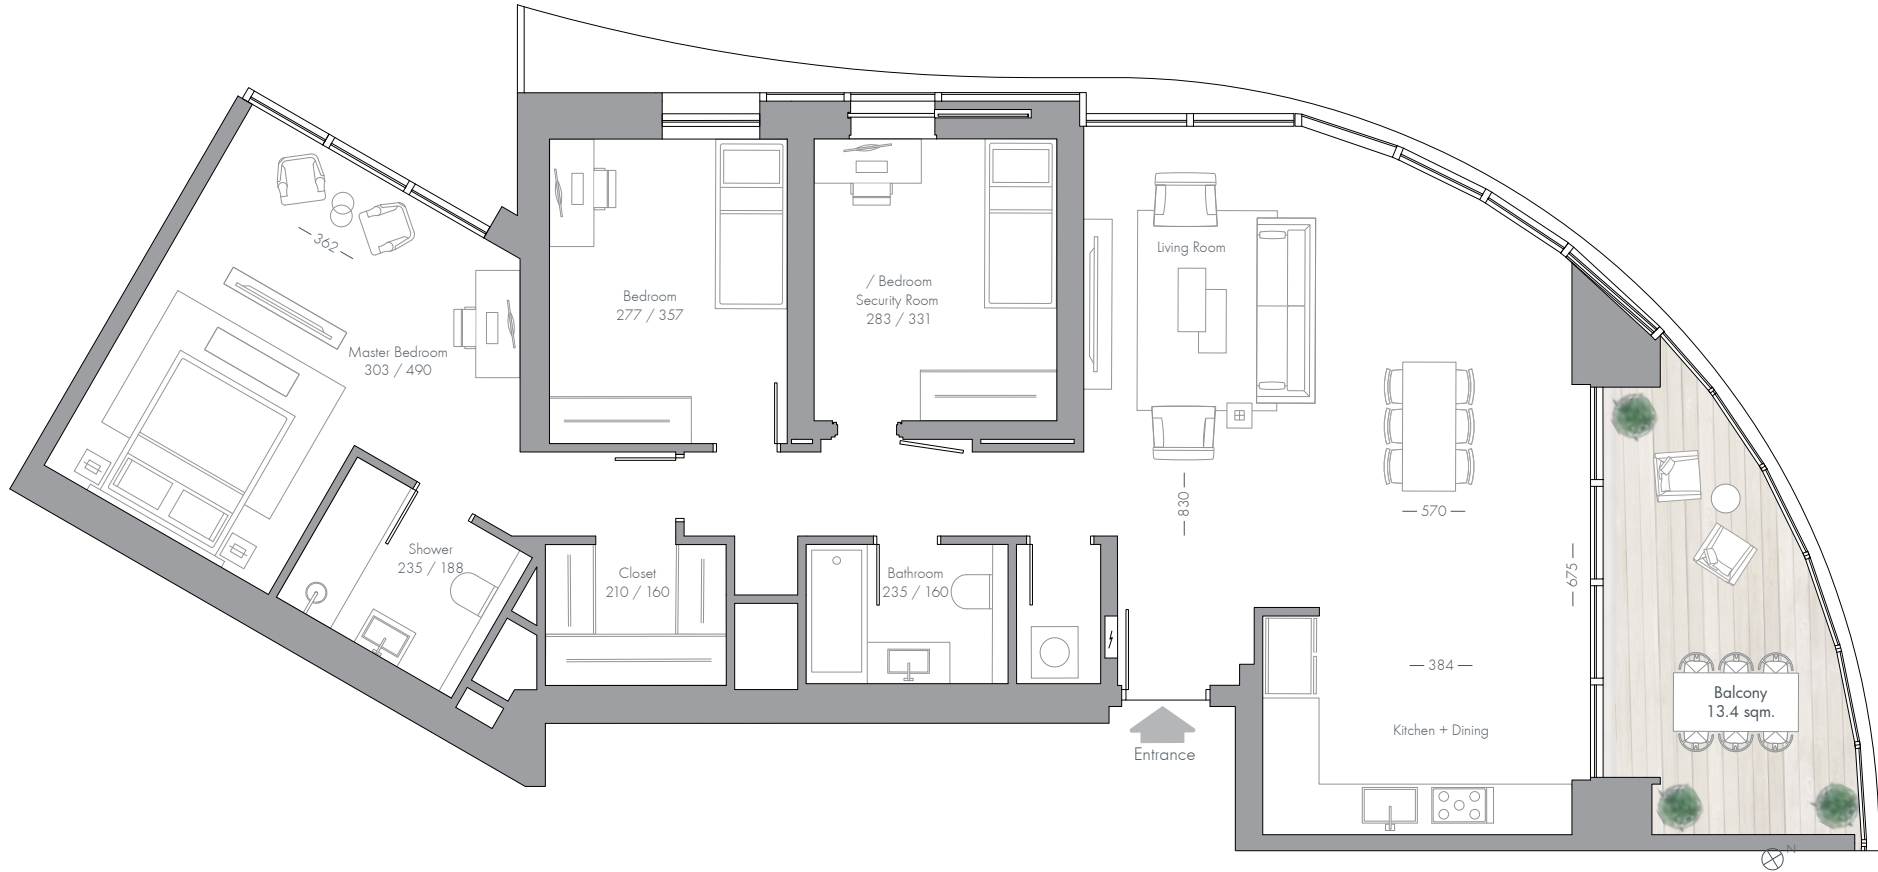 — 362 —
Master Bedroom
303 / 490
Bedroom
277 / 357
/ Bedroom
Security Room
283 / 331
Living Room
— 830 —
— 570 —
— 675 —
Shower
235 / 188
Closet
210 / 160
Bathroom
235 / 160
— 384 —
Kitchen + Dining
Balcony
13.4 sqm.
Entrance
N